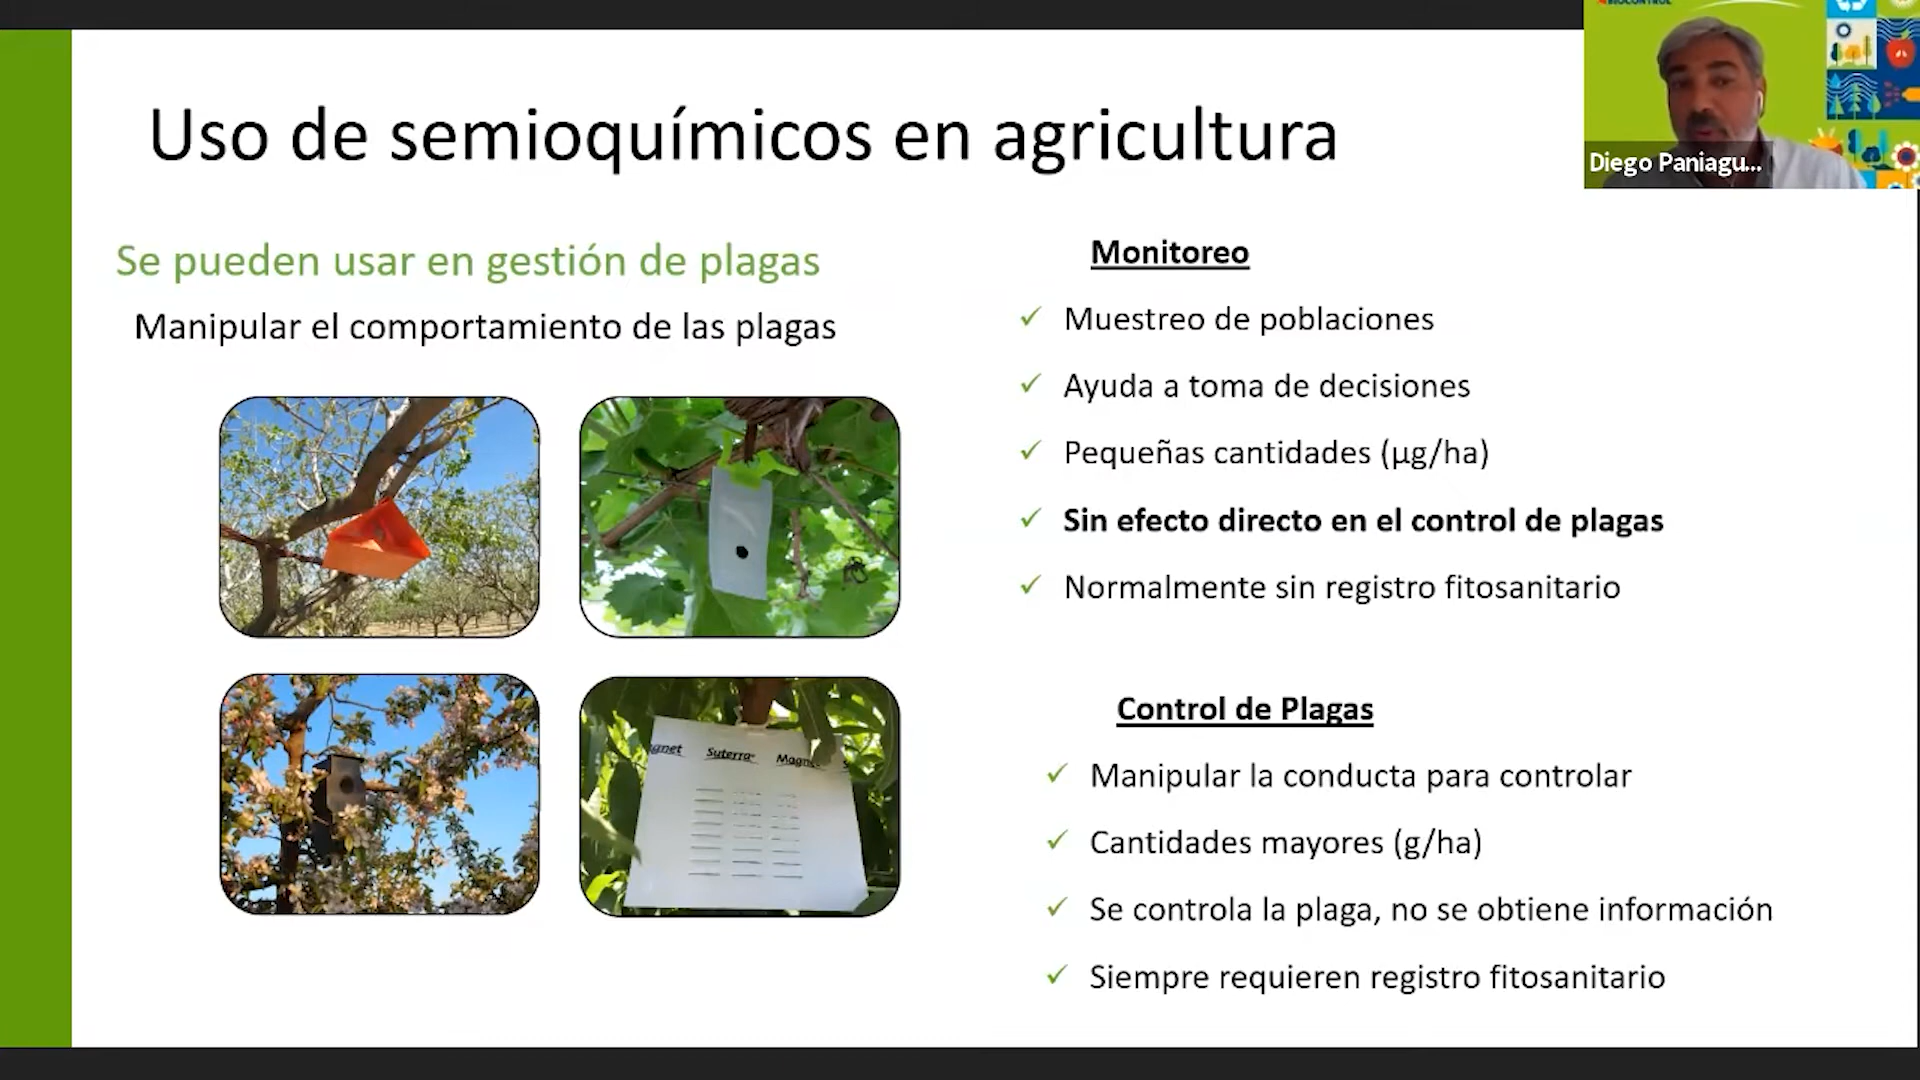 Uso de semioquímicos en agricultura
BIOCONTROL
Diego Paniagu...
Se pueden usar en gestión de plagas
Manipular el comportamiento de las plagas
gnet Suterra Magn
Monitoreo
✓ Muestreo de poblaciones
✓ Ayuda a toma de decisiones
✓ Pequeñas cantidades (µg/ha)
✓ Sin efecto directo en el control de plagas
✓ Normalmente sin registro fitosanitario
Control de Plagas
✓ Manipular la conducta para controlar
✓ Cantidades mayores (g/ha)
✓ Se controla la plaga, no se obtiene información
✓ Siempre requieren registro fitosanitario